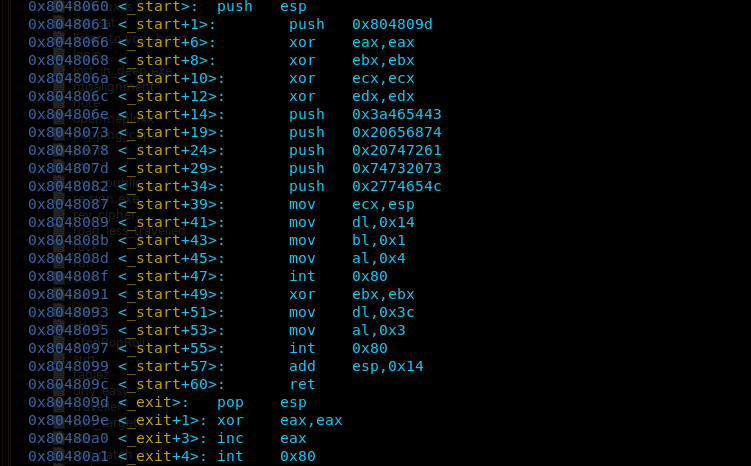 0x8048060 <_start>: push esp
0x8048061 <_start+1>: push 0x804809d
0x8048066 <_start+6>: xor eax,eax
0x8048068 <_start+8>: xor ebx,ebx
0x804806a <_start+10>: xor ecx,ecx
0x804806c <_start+12>: xor edx,edx
0x804806e <_start+14>: push 0x3a465443
0x8048073 <_start+19>: push 0x20656874
0x8048078 <_start+24>: push 0x20747261
0x804807d <_start+29>: push 0x74732073
0x8048082 <_start+34>: push 0x2774654c
0x8048087 <_start+39>: mov ecx,esp
0x8048089 <_start+41>: mov dl,0x14
0x804808b <_start+43>: mov bl,0x1
0x804808d <_start+45>: mov al,0x4
0x804808f <_start+47>: int 0x80
0x8048091 <_start+49>: xor ebx,ebx
0x8048093 <_start+51>: mov dl,0x3c
0x8048095 <_start+53>: mov al,0x3
0x8048097 <_start+55>: int 0x80
0x8048099 <_start+57>: add esp,0x14
0x804809c <_start+60>: ret
0x804809d <_exit>: pop esp
0x804809e <_exit+1>: xor eax,eax
0x80480a0 <_exit+3>: inc eax
0x80480a1 <_exit+4>: int 0x80